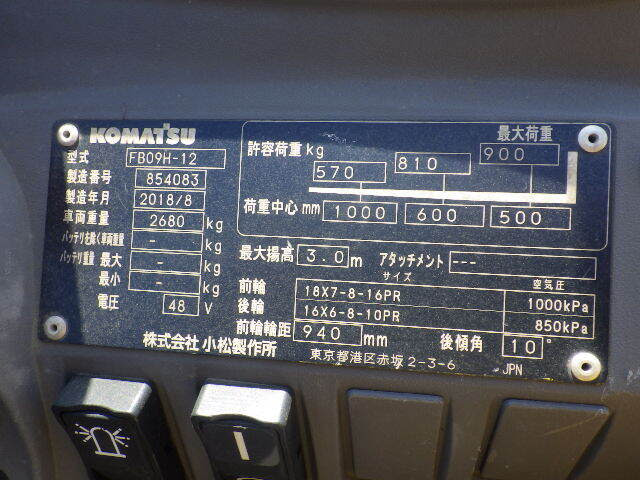 KOMATSU
型式 FB09H-12
製造番号 854083
製造年月 2018/8
車両重量 2680 kg
バッテリを除く車両重量 - kg
バッテリ重量 最大 - kg
最小 - kg
電圧 48 V
最大荷重
許容荷重 kg 570 810 900
荷重中心 mm 1000 600 500
最大揚高 3.0 m アタッチメント ---
サイズ 空気圧
前輪 18X7-8-16PR 1000kPa
後輪 16X6-8-10PR 850kPa
前輪輪距 940 mm 後傾角 10°
株式会社 小松製作所 東京都港区赤坂2-3-6 JPN